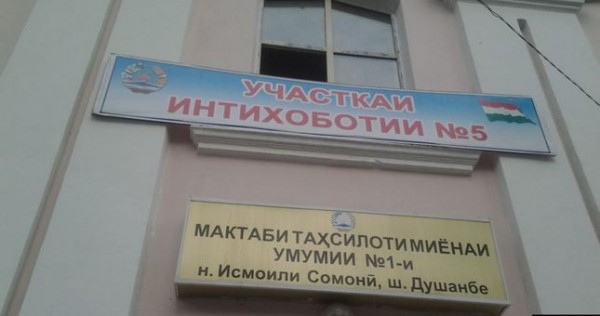 УЧАСТКАИ
ИНТИХОБОТИИ №5
МАКТАБИ ТАҲСИЛОТИ МИЁНАИ
УМУМИИ №1-и
н. Исмоили Сомонӣ, ш. Душанбе